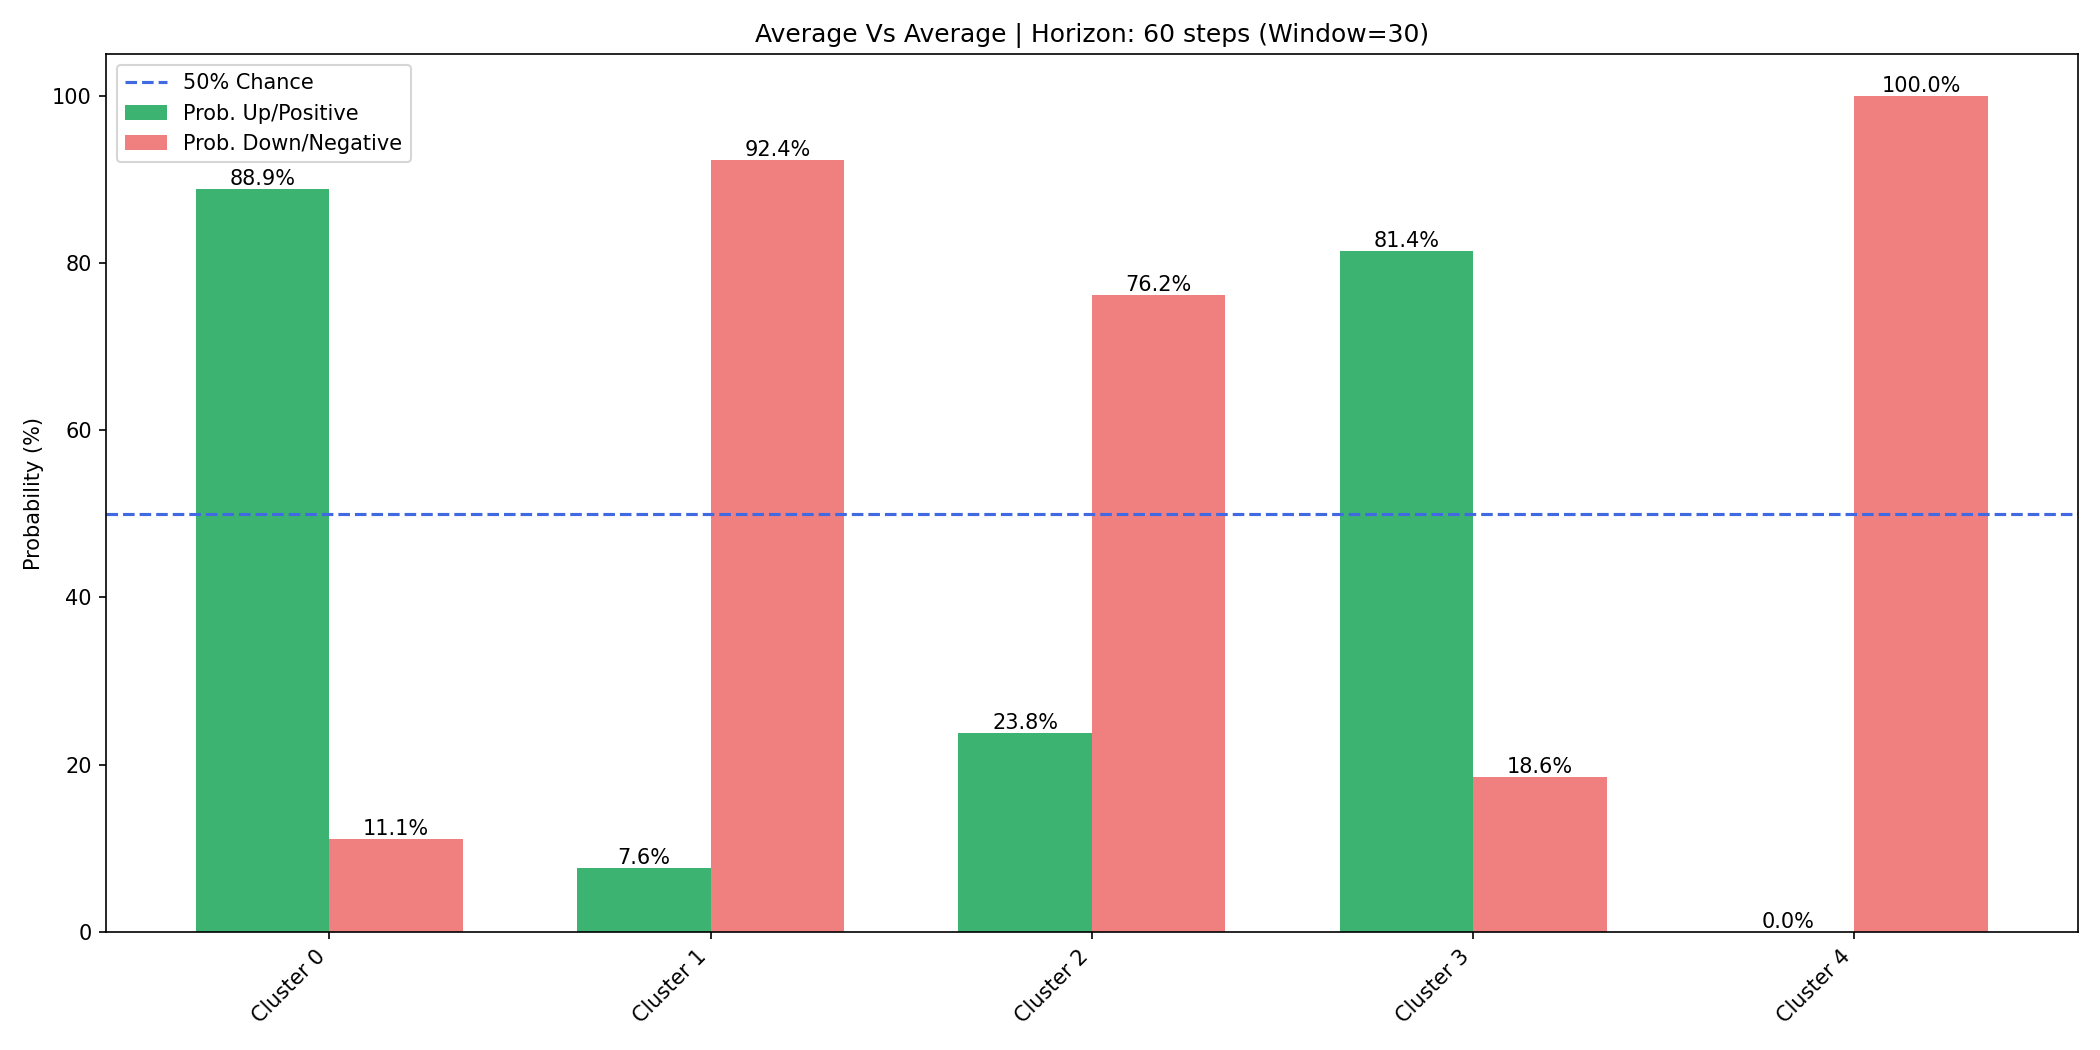 Average Vs Average | Horizon: 60 steps (Window=30)
50% Chance
Prob. Up/Positive
Prob. Down/Negative
Probability (%)
100
80
60
40
20
0
88.9%
11.1%
7.6%
92.4%
23.8%
76.2%
81.4%
18.6%
0.0%
100.0%
Cluster 0
Cluster 1
Cluster 2
Cluster 3
Cluster 4